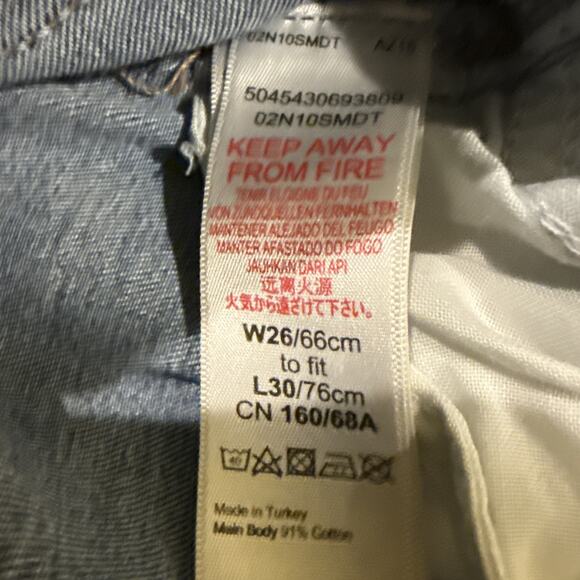 02N10SMDT
5045430693809
02N10SMDT
KEEP AWAY
FROM FIRE
TENIR ELOIGNE DU FEU
VON ZUNDQUELLEN FERNHALTEN
MANTENER ALEJADO DEL FEUGO
MANTER AFASTADO DO FOGO
JAUHKAN DARI API
远离火源
火気から遠ざけて下さい。
W26/66cm
to fit
L30/76cm
CN 160/68A
40
Made in Turkey
Main Body 91% Cotton